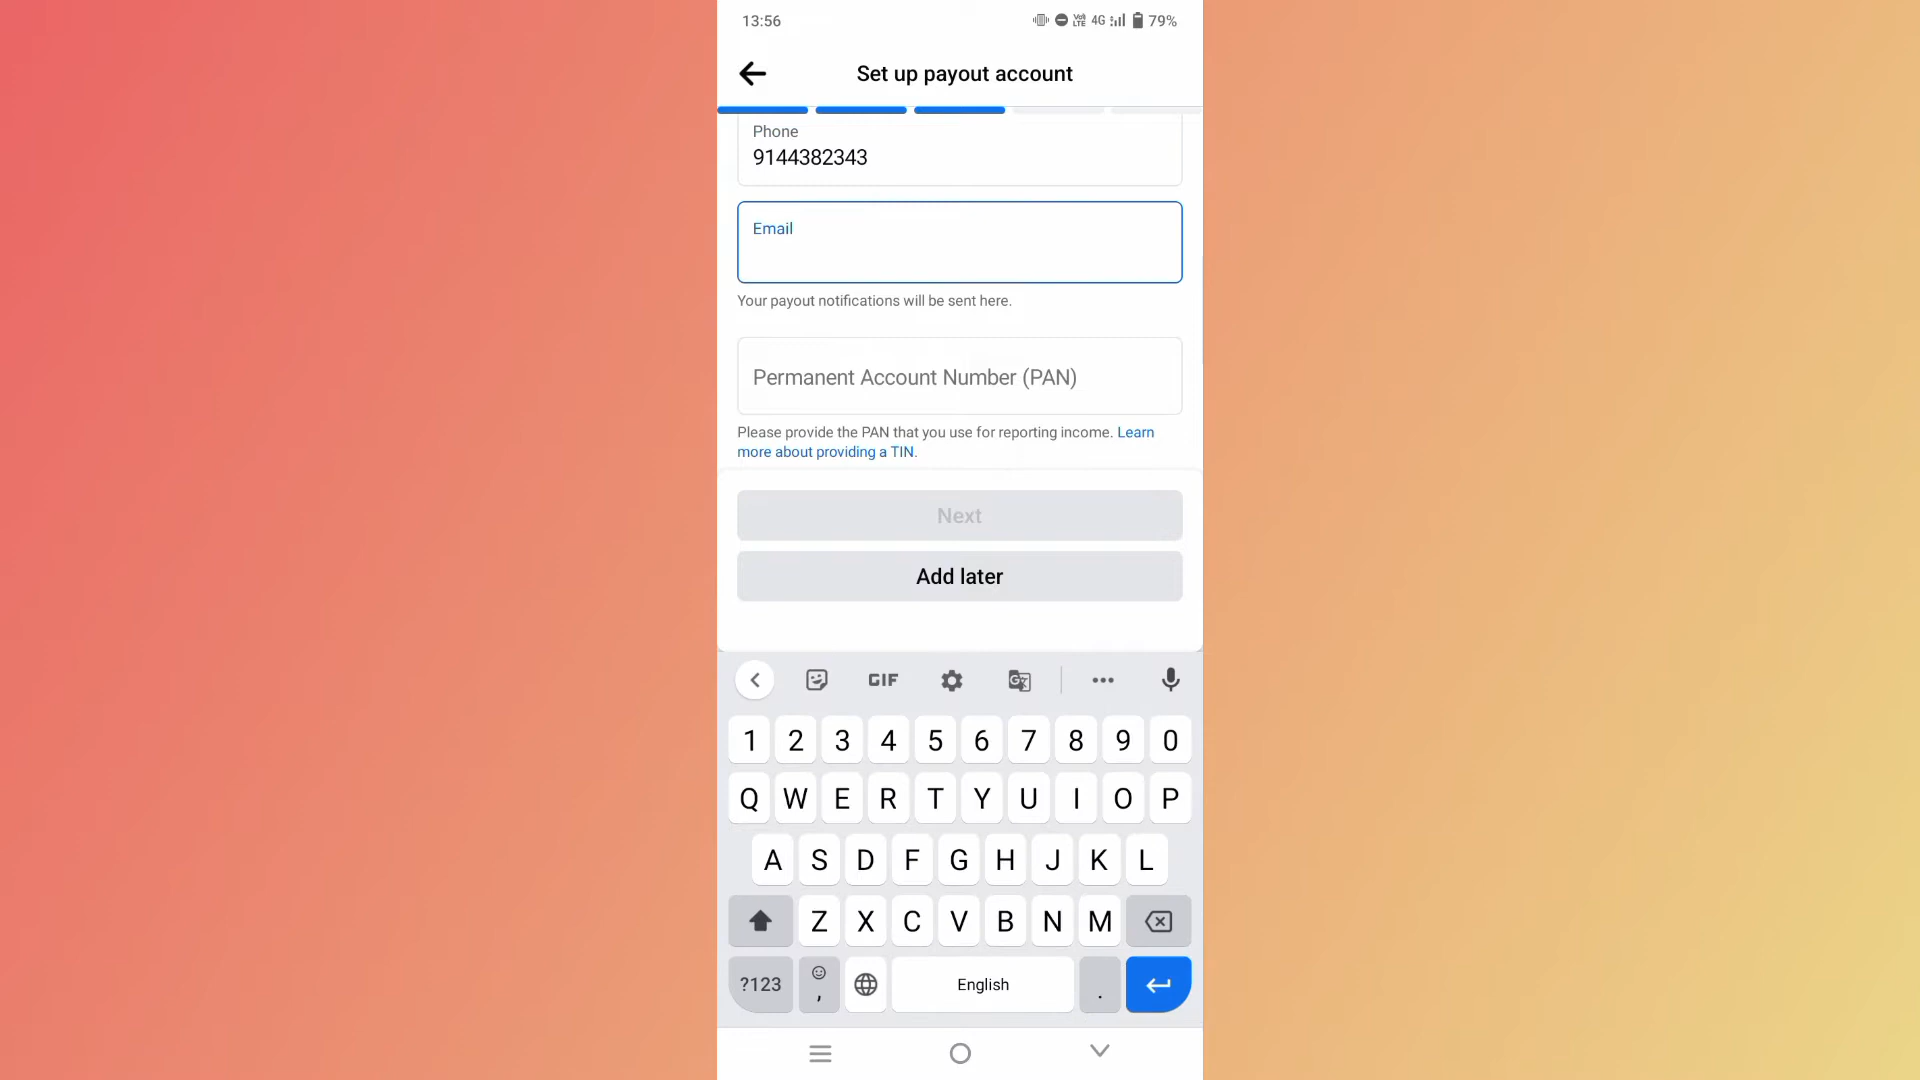 13:56
4G 79%
Set up payout account
Phone
9144382343
Email
Your payout notifications will be sent here.
Permanent Account Number (PAN)
Please provide the PAN that you use for reporting income. Learn
more about providing a TIN.
Next
Add later
GIF
1 2 3 4 5 6 7 8 9 0
Q W E R T Y U I O P
A S D F G H J K L
Z X C V B N M
?123 , English .